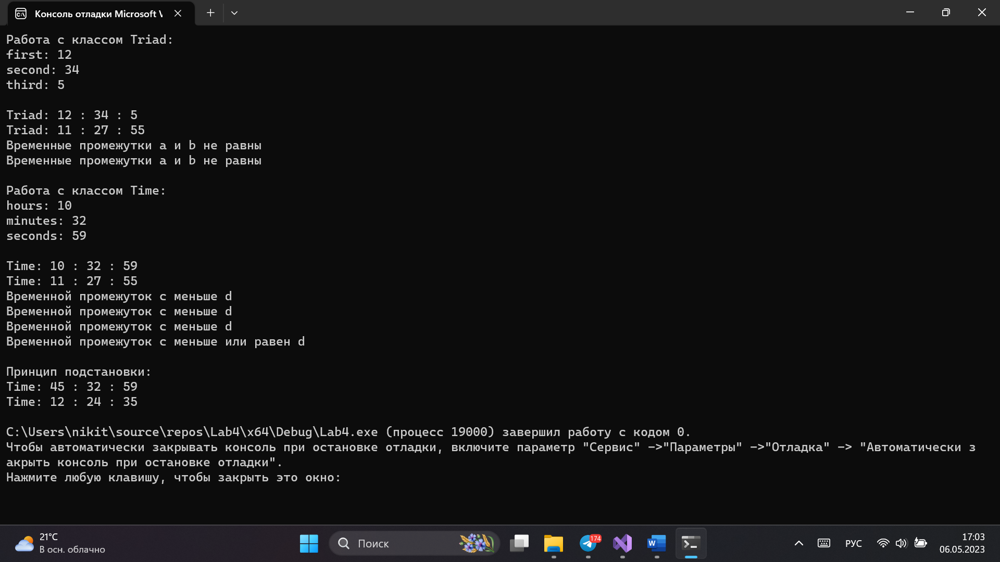 Консоль отладки Microsoft V
Работа с классом Triad:
first: 12
second: 34
third: 5
Triad: 12 : 34 : 5
Triad: 11 : 27 : 55
Временные промежутки a и b не равны
Временные промежутки a и b не равны
Работа с классом Time:
hours: 10
minutes: 32
seconds: 59
Time: 10 : 32 : 59
Time: 11 : 27 : 55
Временной промежуток c меньше d
Временной промежуток c меньше d
Временной промежуток c меньше d
Временной промежуток c меньше или равен d
Принцип подстановки:
Time: 45 : 32 : 59
Time: 12 : 24 : 35
C:\Users\nikit\source\repos\Lab4\x64\Debug\Lab4.exe (процесс 19000) завершил работу с кодом 0.
Чтобы автоматически закрывать консоль при остановке отладки, включите параметр "Сервис" ->"Параметры" ->"Отладка" -> "Автоматически з
акрыть консоль при остановке отладки".
Нажмите любую клавишу, чтобы закрыть это окно:
21°C
В осн. облачно
Поиск
174
W
РУС
17:03
06.05.2023